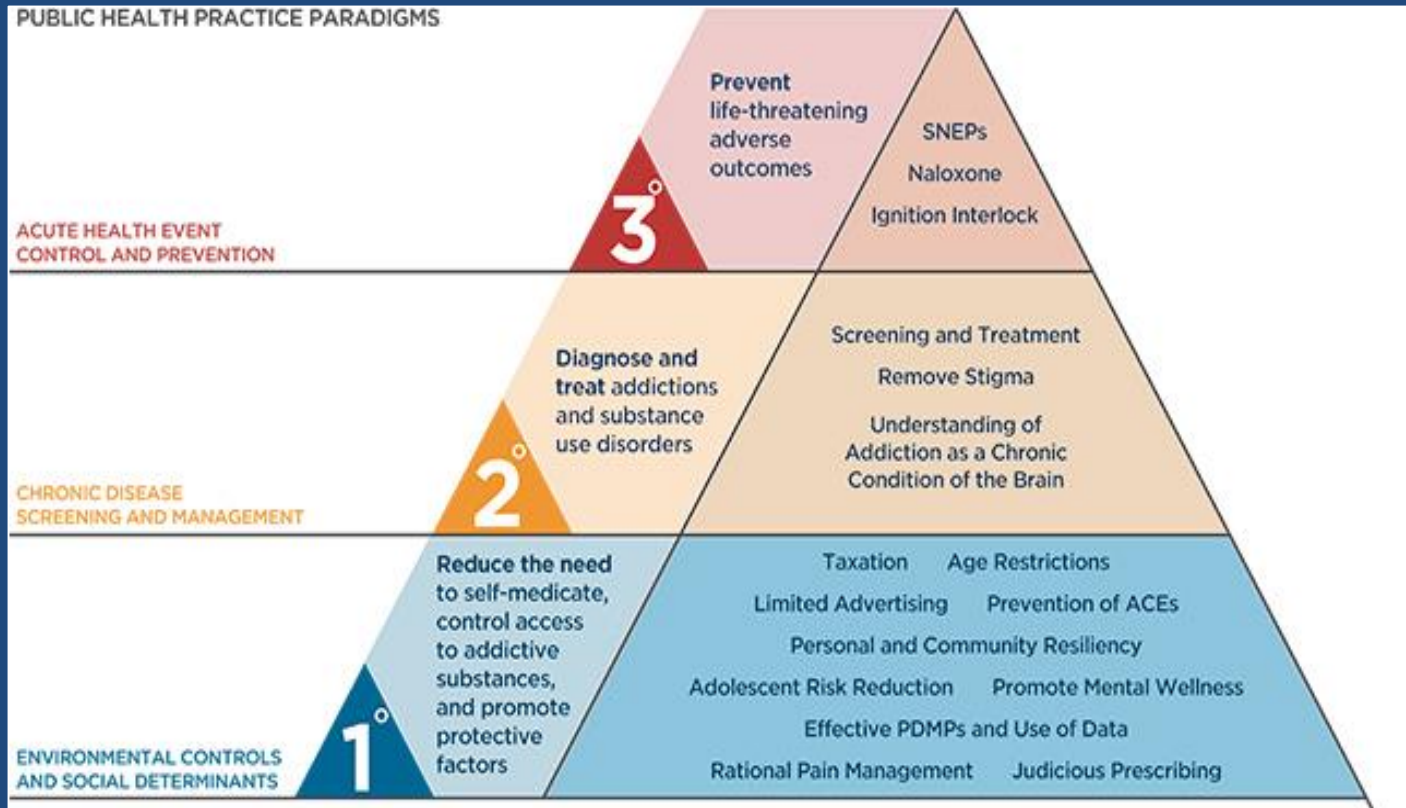 PUBLIC HEALTH PRACTICE PARADIGMS
ACUTE HEALTH EVENT
CONTROL AND PREVENTION
3°
Prevent
life-threatening
adverse
outcomes
SNEPs
Naloxone
Ignition Interlock
CHRONIC DISEASE
SCREENING AND MANAGEMENT
2°
Diagnose and
treat addictions
and substance
use disorders
Screening and Treatment
Remove Stigma
Understanding of
Addiction as a Chronic
Condition of the Brain
ENVIRONMENTAL CONTROLS
AND SOCIAL DETERMINANTS
1°
Reduce the need
to self-medicate,
control access
to addictive
substances,
and promote
protective
factors
Taxation Age Restrictions
Limited Advertising Prevention of ACEs
Personal and Community Resiliency
Adolescent Risk Reduction Promote Mental Wellness
Effective PDMPs and Use of Data
Rational Pain Management Judicious Prescribing